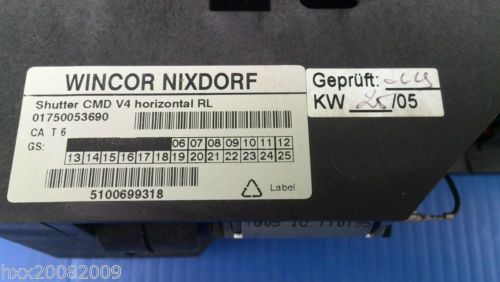 WINCOR NIXDORF
Shutter CMD V4 horizontal RL
01750053690
CA T 6
GS:
06 07 08 09 10 11 12
13 14 15 16 17 18 19 20 21 22 23 24 25
5100699318
Label
Geprüft:
KW 25/05
hxx20082009